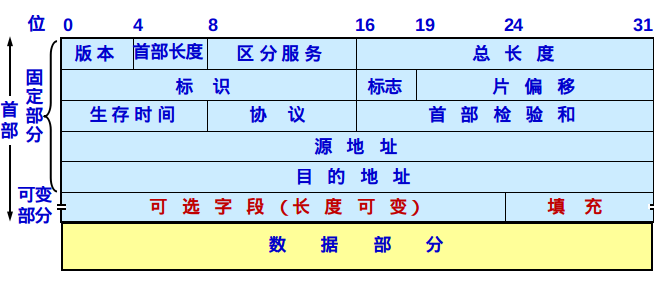 位 0 4 8 16 19 24 31
版本 首部长度 区分服务 总长度
标识 标志 片偏移
生存时间 协议 首部检验和
源地址
目的地址
可选字段(长度可变) 填充
数据部分
首部
固定部分
可变部分